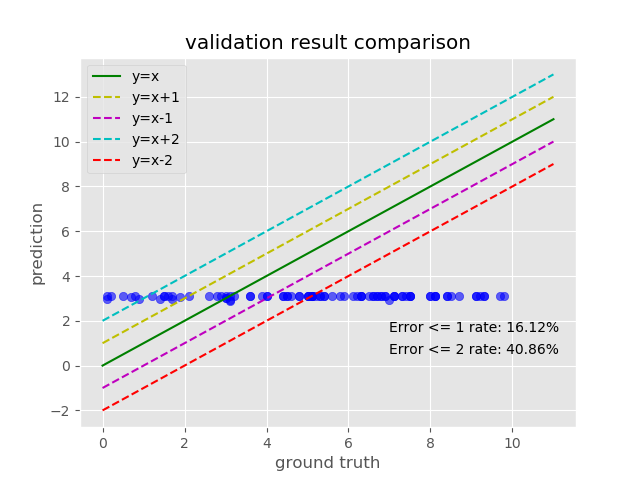 validation result comparison
y=x
y=x+1
y=x-1
y=x+2
y=x-2
12
10
8
6
4
2
0
−2
prediction
Error <= 1 rate: 16.12%
Error <= 2 rate: 40.86%
0
2
4
6
8
10
ground truth